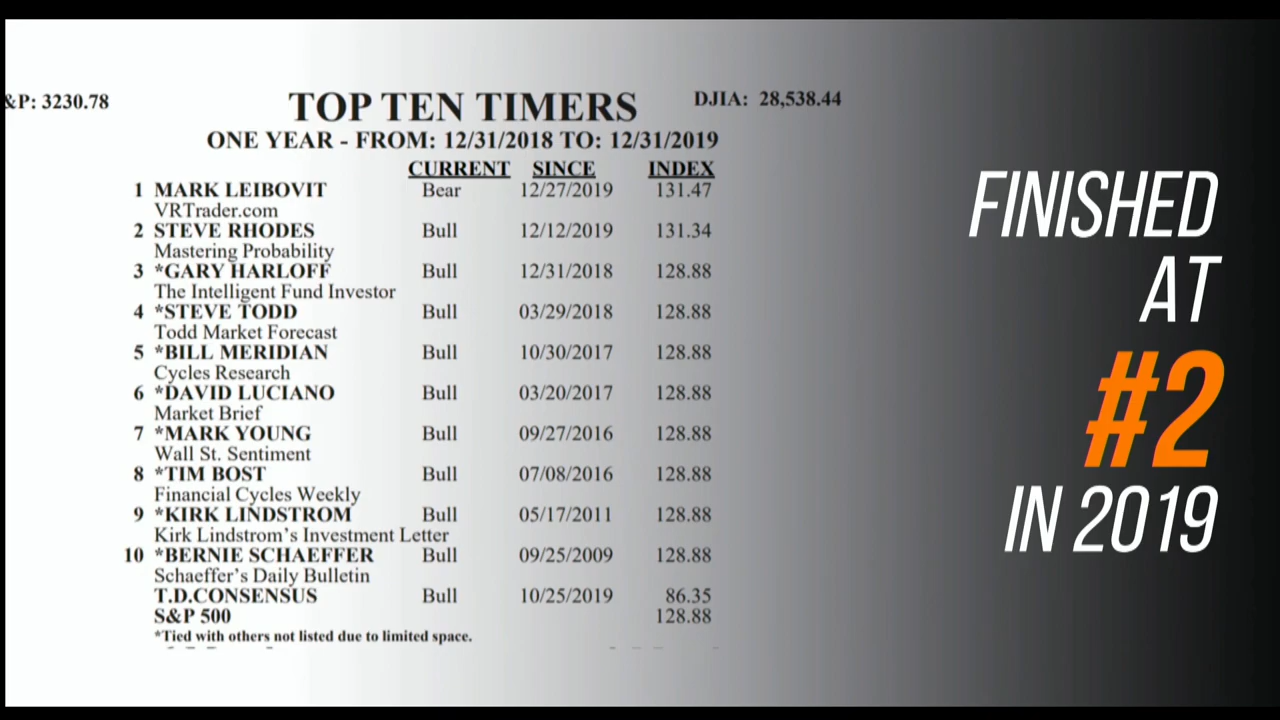 &P: 3230.78
TOP TEN TIMERS
DJIA: 28,538.44
ONE YEAR - FROM: 12/31/2018 TO: 12/31/2019
CURRENT SINCE INDEX
1 MARK LEIBOVIT Bear 12/27/2019 131.47
VRTrader.com
2 STEVE RHODES Bull 12/12/2019 131.34
Mastering Probability
3 *GARY HARLOFF Bull 12/31/2018 128.88
The Intelligent Fund Investor
4 *STEVE TODD Bull 03/29/2018 128.88
Todd Market Forecast
5 *BILL MERIDIAN Bull 10/30/2017 128.88
Cycles Research
6 *DAVID LUCIANO Bull 03/20/2017 128.88
Market Brief
7 *MARK YOUNG Bull 09/27/2016 128.88
Wall St. Sentiment
8 *TIM BOST Bull 07/08/2016 128.88
Financial Cycles Weekly
9 *KIRK LINDSTROM Bull 05/17/2011 128.88
Kirk Lindstrom's Investment Letter
10 *BERNIE SCHAEFFER Bull 09/25/2009 128.88
Schaeffer's Daily Bulletin
T.D.CONSENSUS Bull 10/25/2019 86.35
S&P 500 128.88
*Tied with others not listed due to limited space.
FINISHED
AT
#2
IN 2019